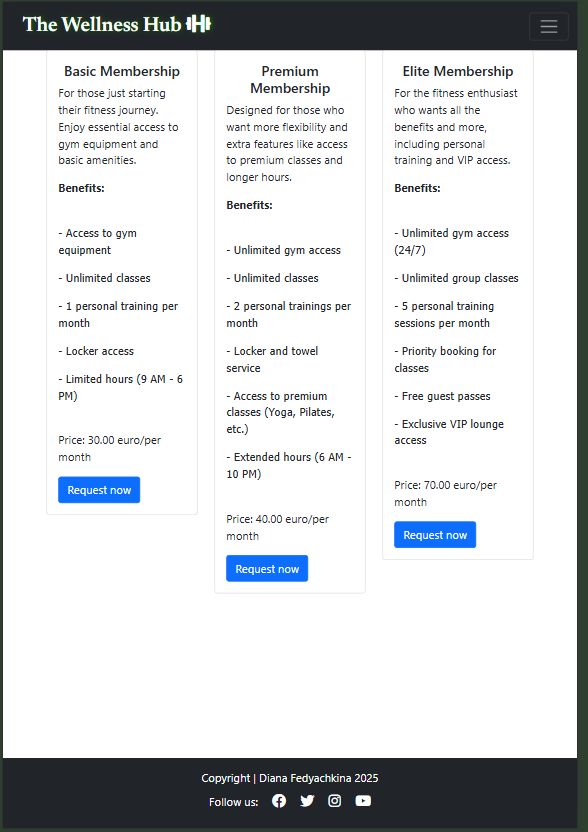 The Wellness Hub
Basic Membership
For those just starting
their fitness journey.
Enjoy essential access to
gym equipment and
basic amenities.
Benefits:
- Access to gym
equipment
- Unlimited classes
- 1 personal training per
month
- Locker access
- Limited hours (9 AM - 6
PM)
Price: 30.00 euro/per
month
Request now
Premium
Membership
Designed for those who
want more flexibility and
extra features like access
to premium classes and
longer hours.
Benefits:
- Unlimited gym access
- Unlimited classes
- 2 personal trainings per
month
- Locker and towel
service
- Access to premium
classes (Yoga, Pilates,
etc.)
- Extended hours (6 AM -
10 PM)
Price: 40.00 euro/per
month
Request now
Elite Membership
For the fitness enthusiast
who wants all the
benefits and more,
including personal
training and VIP access.
Benefits:
- Unlimited gym access
(24/7)
- Unlimited group classes
- 5 personal training
sessions per month
- Priority booking for
classes
- Free guest passes
- Exclusive VIP lounge
access
Price: 70.00 euro/per
month
Request now
Copyright | Diana Fedyachkina 2025
Follow us: